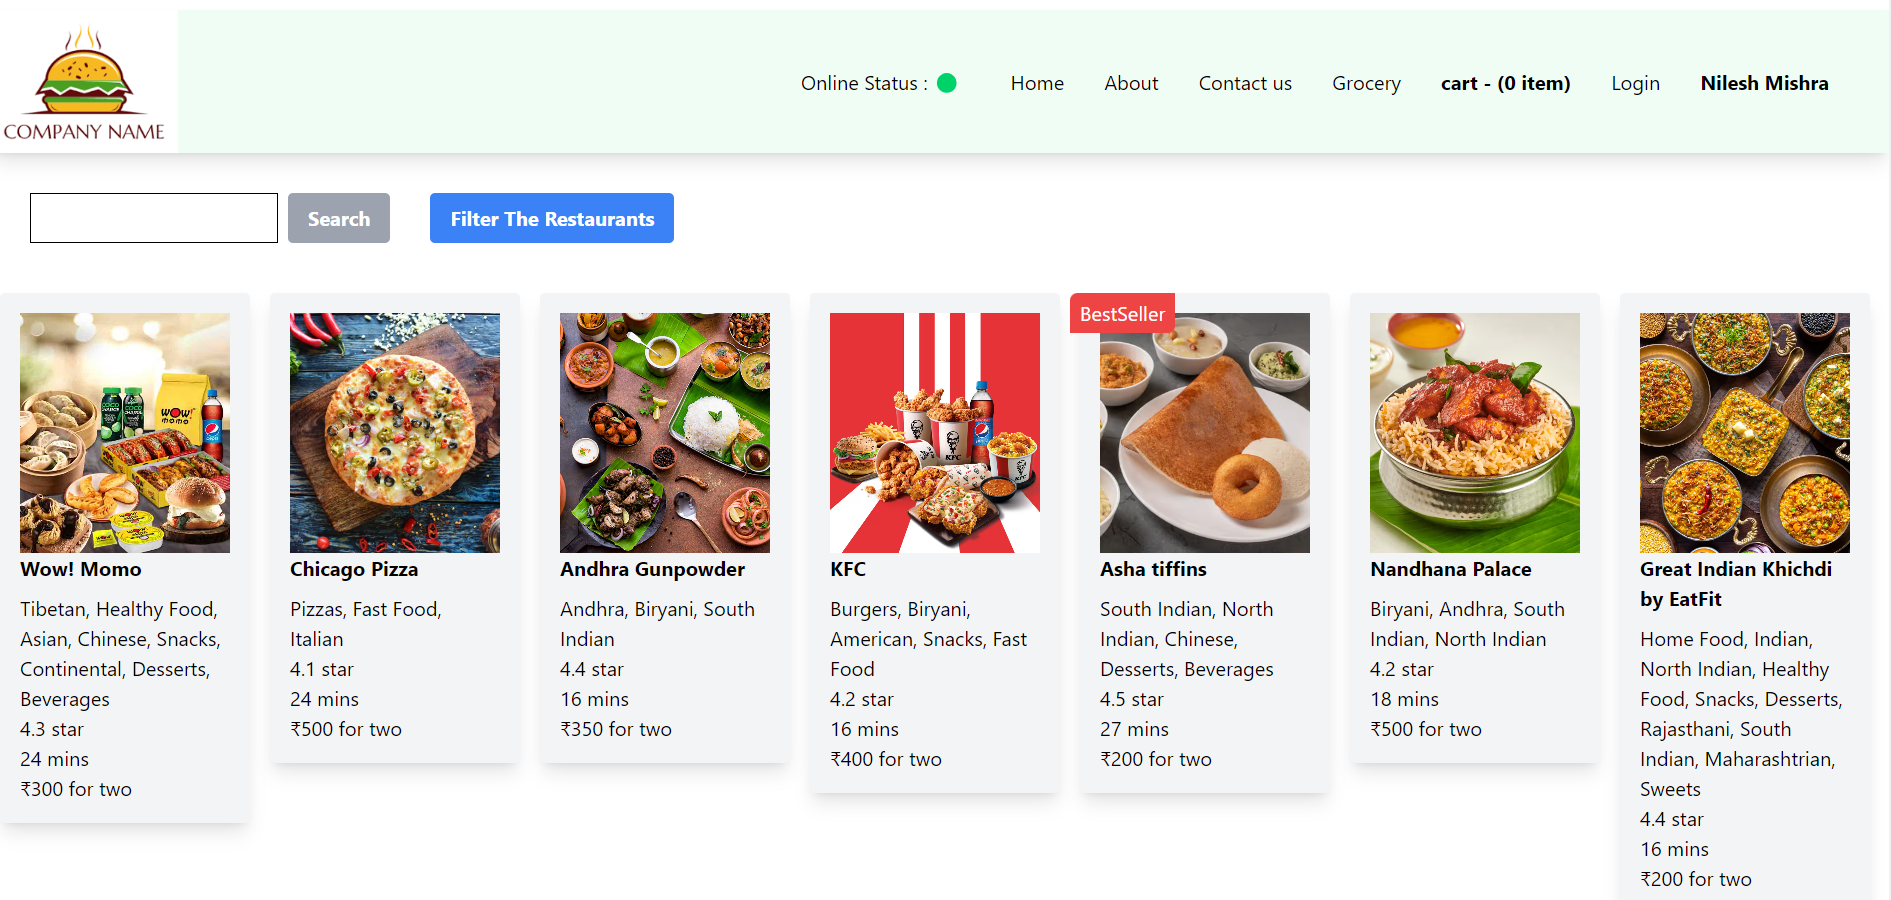 COMPANY NAME
Online Status :
Home
About
Contact us
Grocery
cart - (0 item)
Login
Nilesh Mishra
Search
Filter The Restaurants
WOW!
momo
Wow! Momo
Tibetan, Healthy Food,
Asian, Chinese, Snacks,
Continental, Desserts,
Beverages
4.3 star
24 mins
₹300 for two
Chicago Pizza
Pizzas, Fast Food,
Italian
4.1 star
24 mins
₹500 for two
Andhra Gunpowder
Andhra, Biryani, South
Indian
4.4 star
16 mins
₹350 for two
KFC
KFC
Burgers, Biryani,
American, Snacks, Fast
Food
4.2 star
16 mins
₹400 for two
BestSeller
Asha tiffins
South Indian, North
Indian, Chinese,
Desserts, Beverages
4.5 star
27 mins
₹200 for two
Nandhana Palace
Biryani, Andhra, South
Indian, North Indian
4.2 star
18 mins
₹500 for two
Great Indian Khichdi
by EatFit
Home Food, Indian,
North Indian, Healthy
Food, Snacks, Desserts,
Rajasthani, South
Indian, Maharashtrian,
Sweets
4.4 star
16 mins
₹200 for two